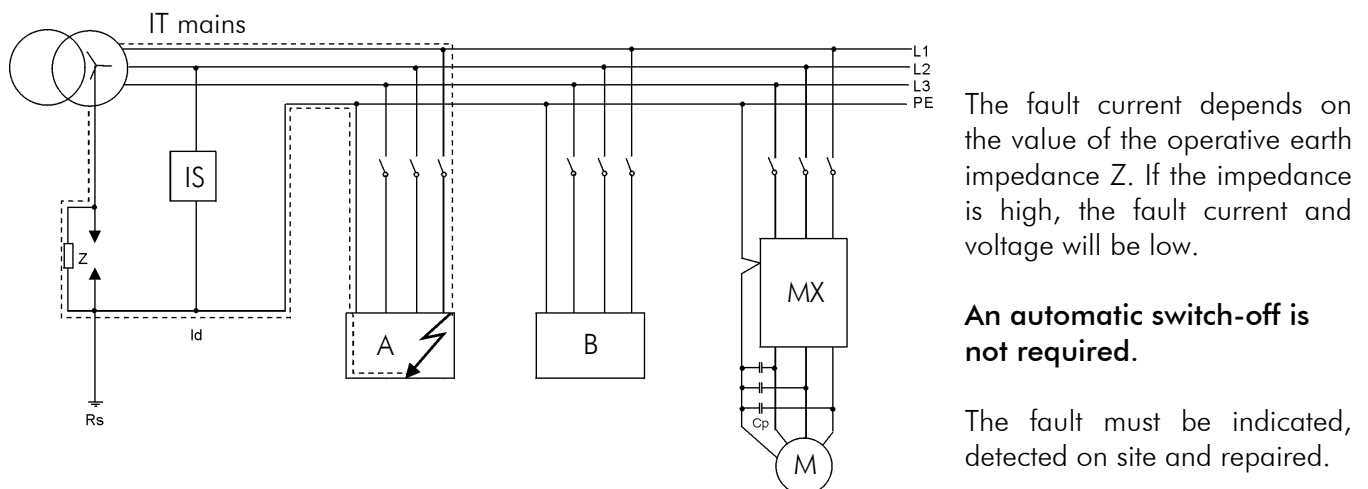 IT mains
L1
L2
L3
PE
IS
Z
Id
Rs
A
B
MX
Cp
M
The fault current depends on
the value of the operative earth
impedance Z. If the impedance
is high, the fault current and
voltage will be low.
An automatic switch-off is
not required.
The fault must be indicated,
detected on site and repaired.